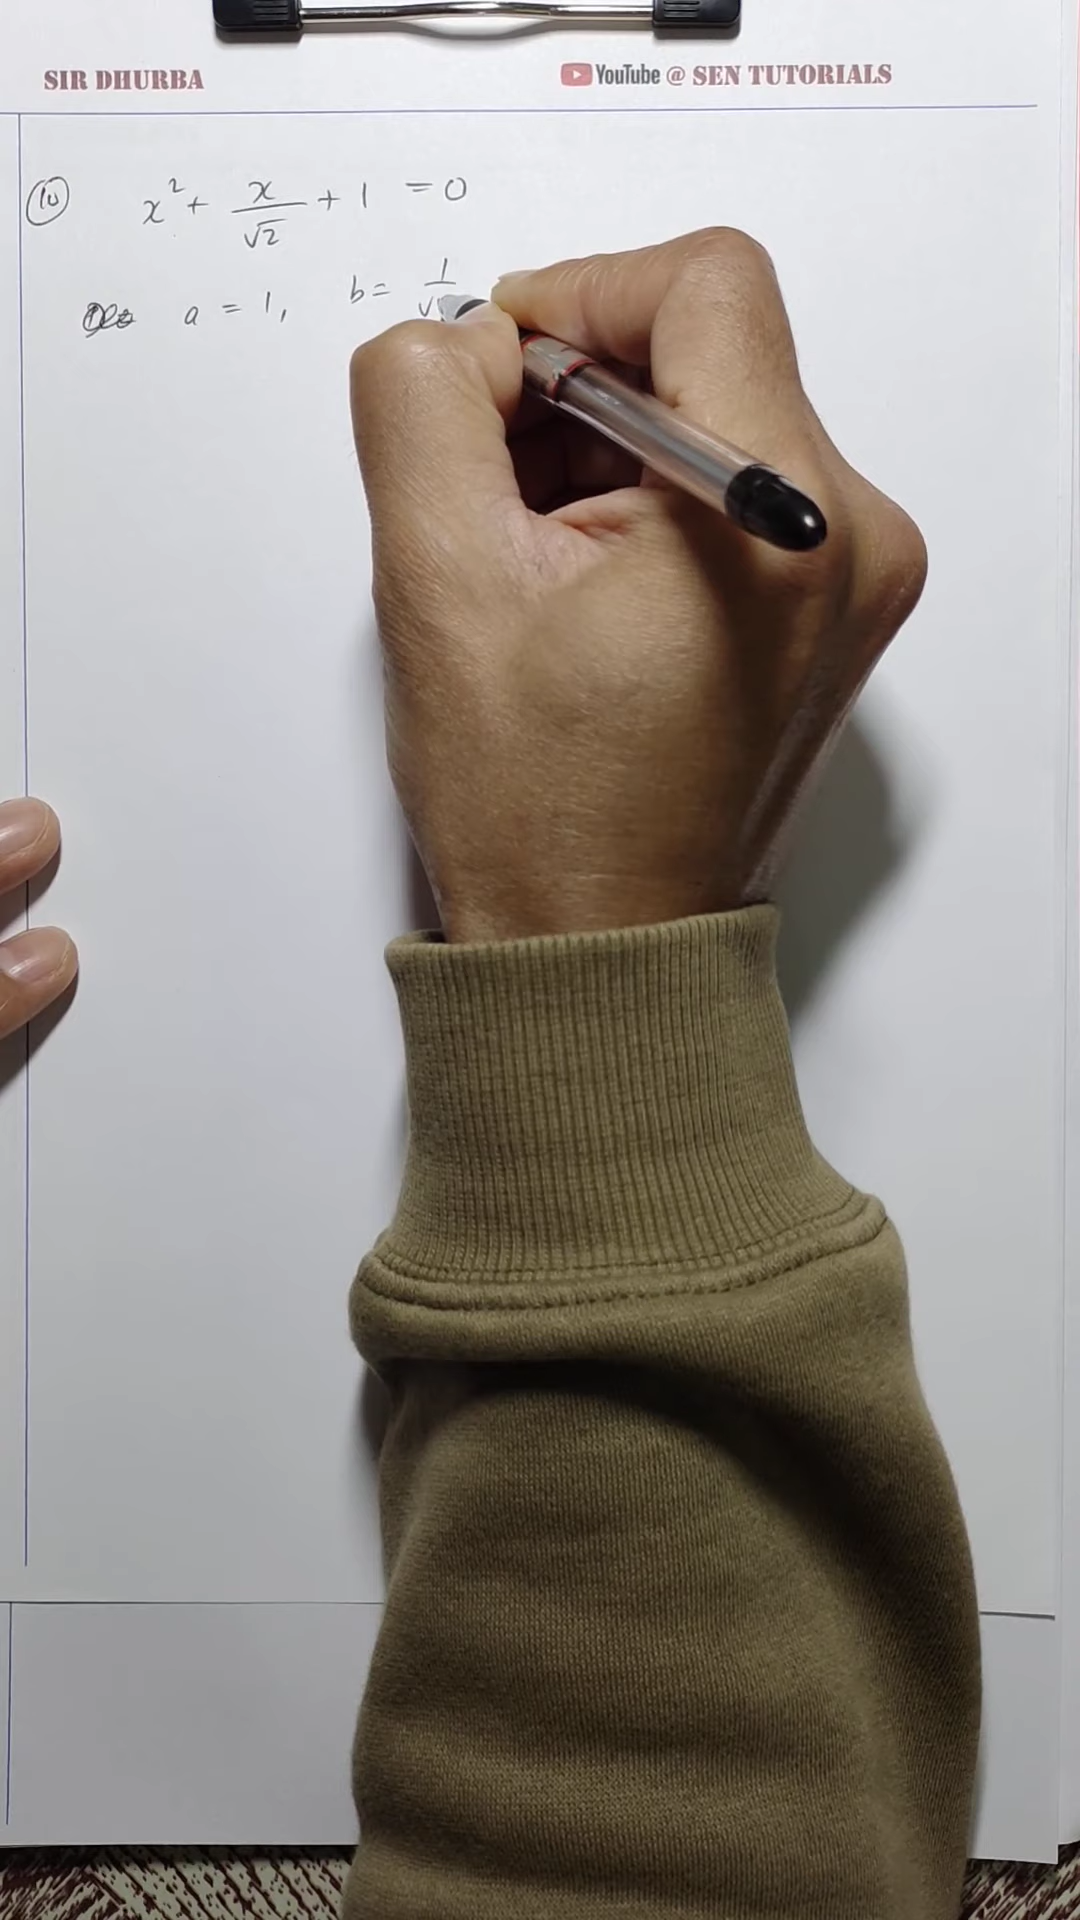 SIR DHURBA
YouTube @ SEN TUTORIALS
10 x² + x/√2 + 1 = 0
a = 1, b = 1/√